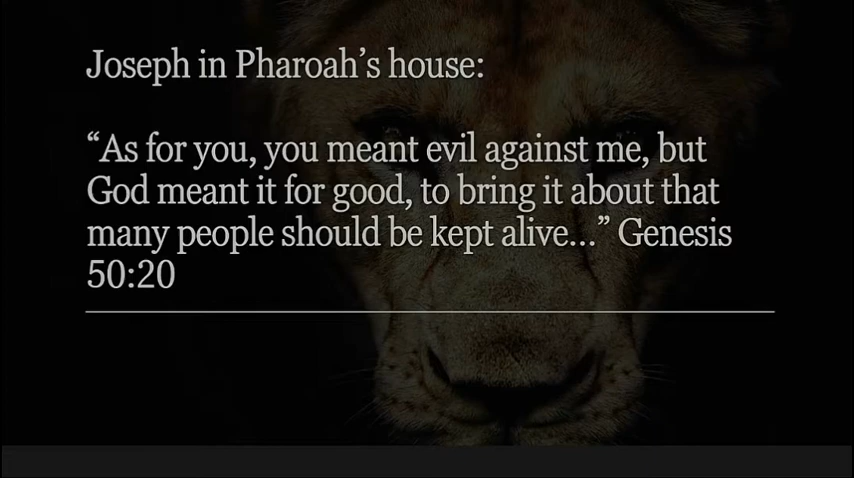 Joseph in Pharoah’s house:
“As for you, you meant evil against me, but
God meant it for good, to bring it about that
many people should be kept alive…” Genesis
50:20